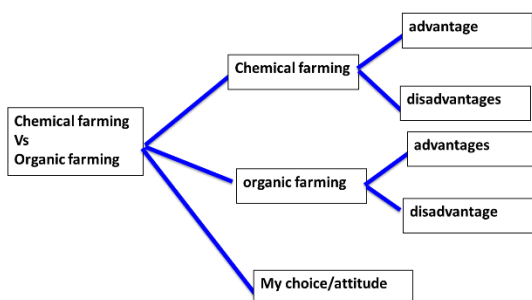 Chemical farming
Vs
Organic farming
Chemical farming
advantage
disadvantages
organic farming
advantages
disadvantage
My choice/attitude